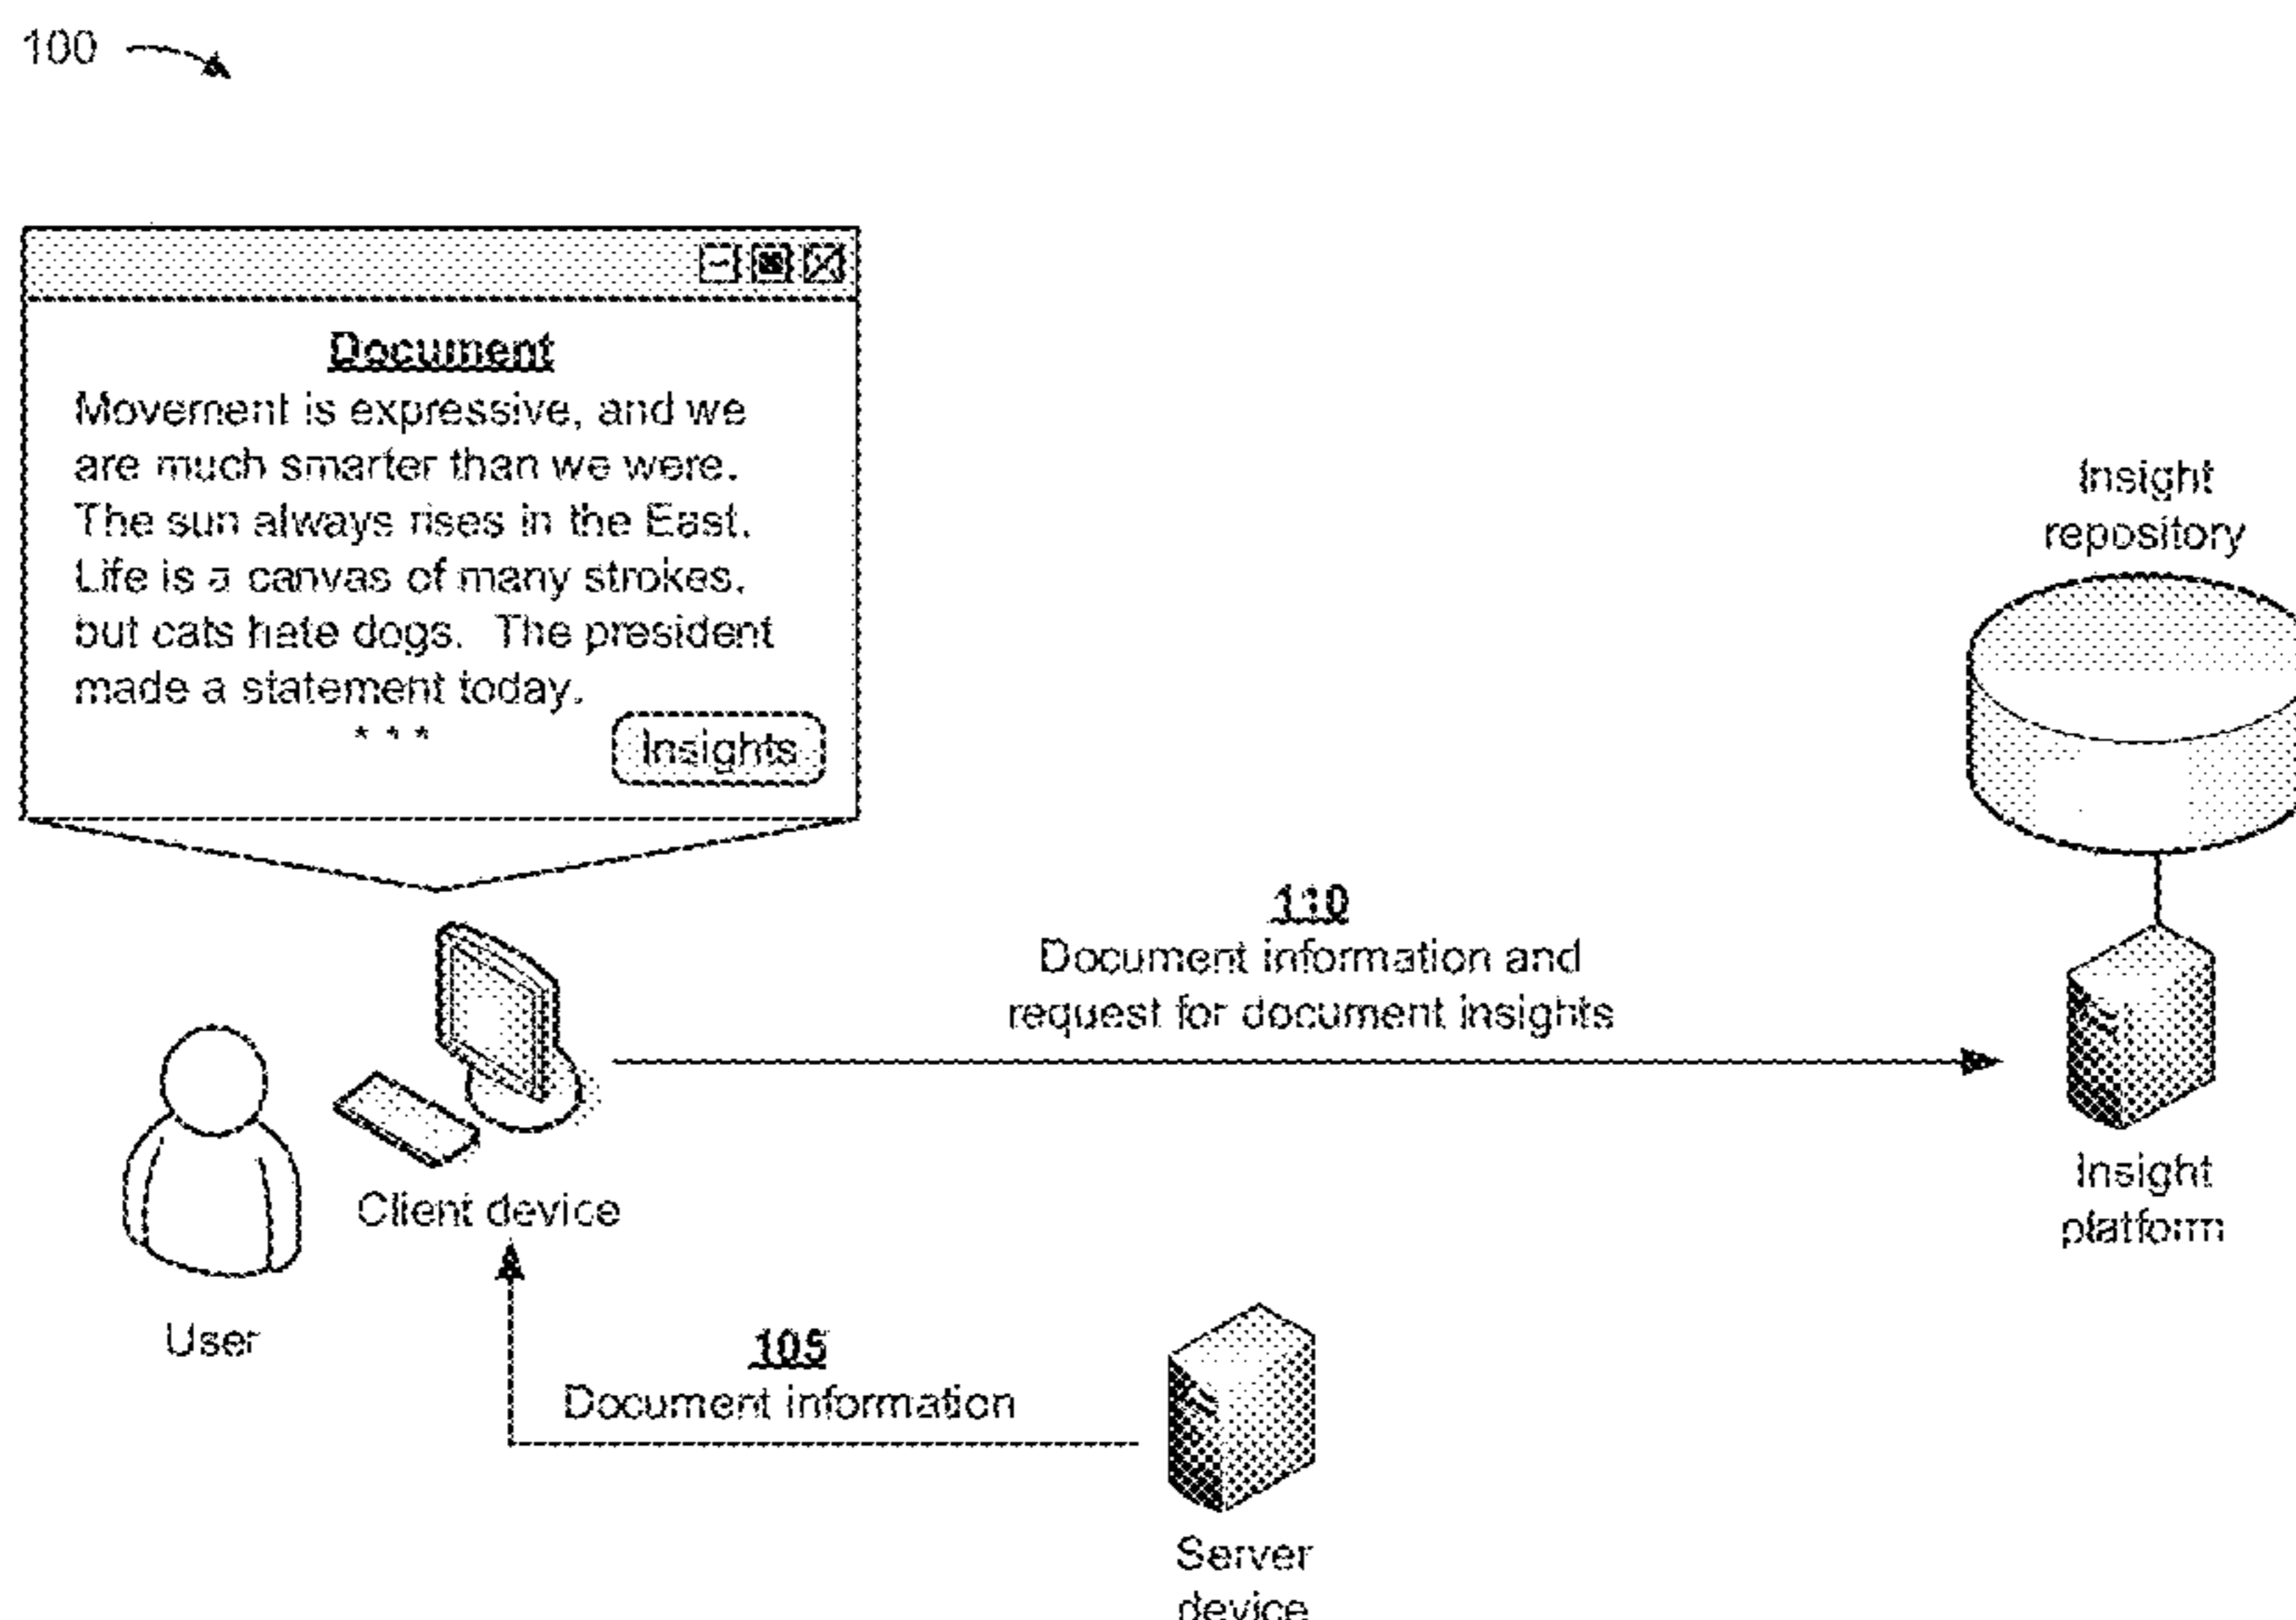 100
Document
Movement is expressive, and we
are much smarter than we were.
The sun always rises in the East.
Life is a canvas of many strokes,
but cats hate dogs.  The president
made a statement today.
* * *
Insights
Insight
repository
110
Document information and
request for document insights
Insight
platform
Client device
User
105
Document information
Server
device